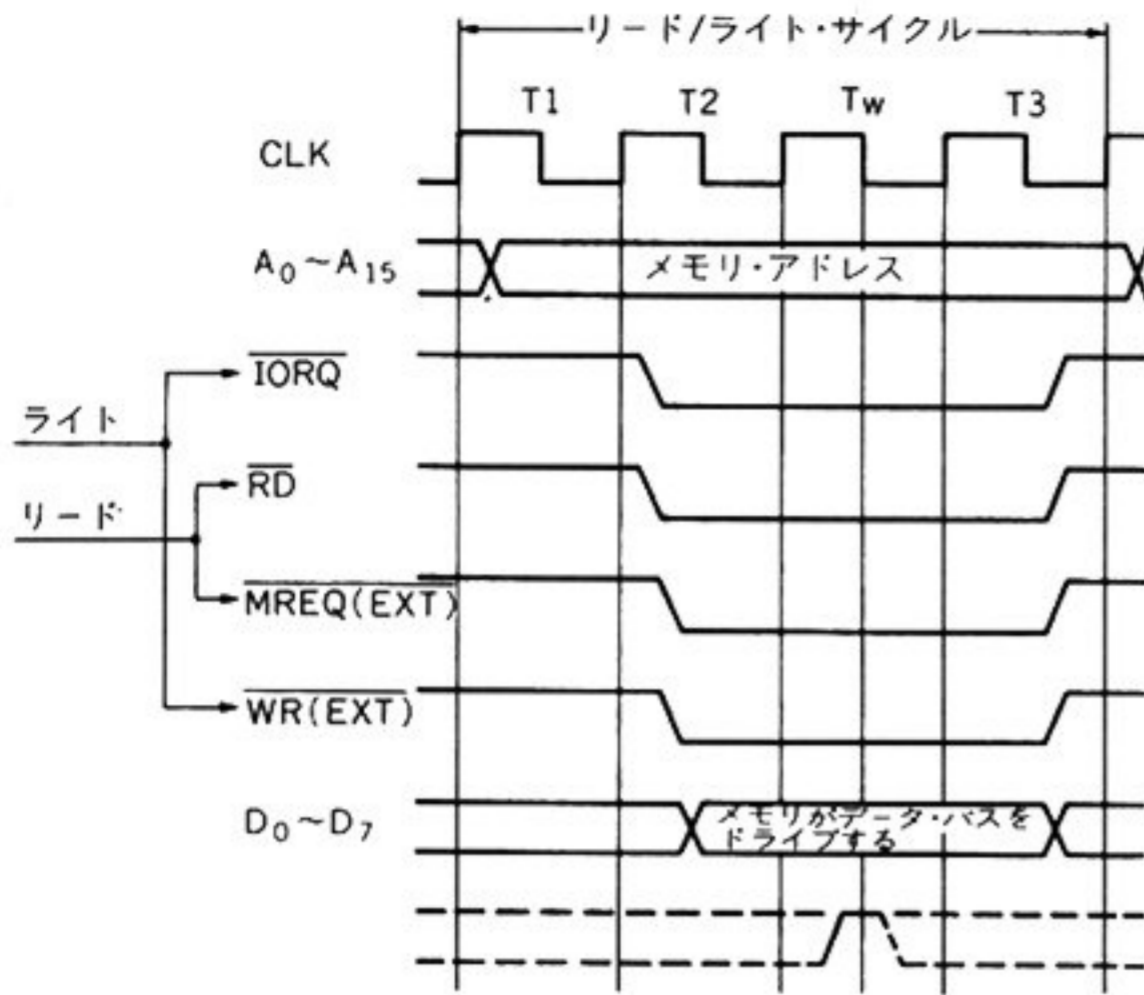 リード/ライト・サイクル
T1 T2 Tw T3
CLK
A0～A15
メモリ・アドレス
IORQ
ライト
RD
リード
MREQ(EXT)
WR(EXT)
D0～D7
メモリがデータ・バスを
ドライブする